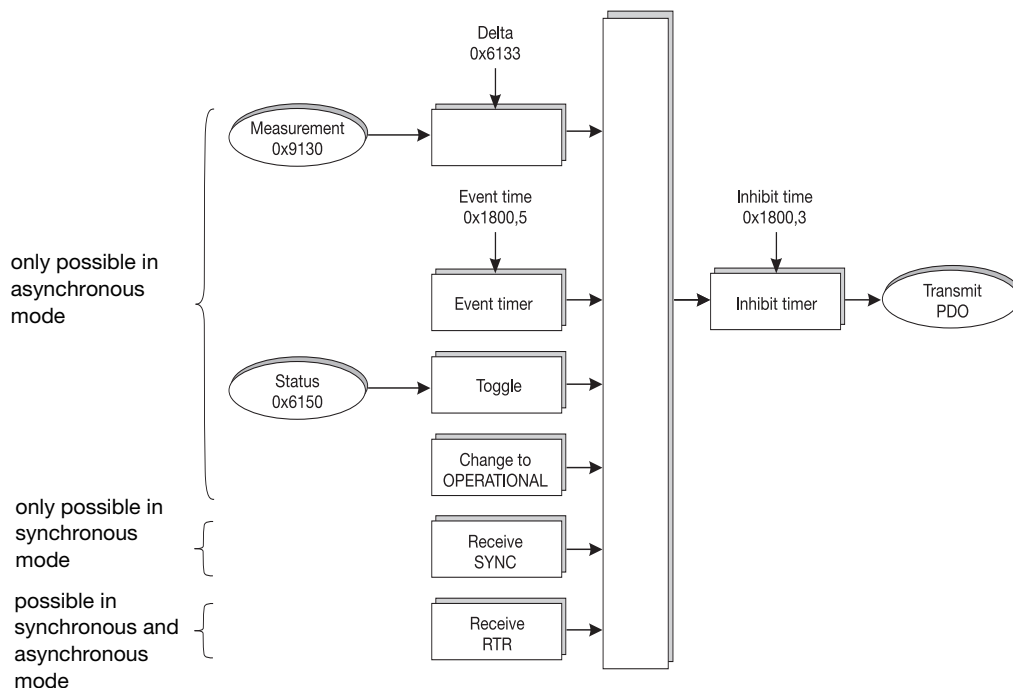 Delta
0x6133
Measurement
0x9130
Event time
0x1800,5
Inhibit time
0x1800,3
only possible in
asynchronous
mode
Event timer
Inhibit timer
Transmit
PDO
Status
0x6150
Toggle
Change to
OPERATIONAL
only possible in
synchronous
mode
Receive
SYNC
possible in
synchronous and
asynchronous
mode
Receive
RTR